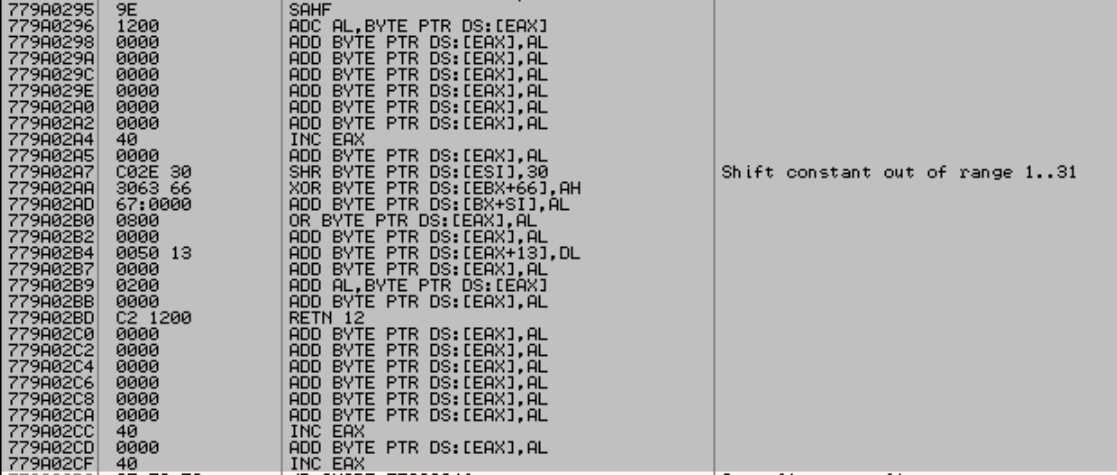 779A0295 9E SAHF
779A0296 1200 ADC AL,BYTE PTR DS:[EAX]
779A0298 0000 ADD BYTE PTR DS:[EAX],AL
779A029A 0000 ADD BYTE PTR DS:[EAX],AL
779A029C 0000 ADD BYTE PTR DS:[EAX],AL
779A029E 0000 ADD BYTE PTR DS:[EAX],AL
779A02A0 0000 ADD BYTE PTR DS:[EAX],AL
779A02A2 0000 ADD BYTE PTR DS:[EAX],AL
779A02A4 40 INC EAX
779A02A5 0000 ADD BYTE PTR DS:[EAX],AL
779A02A7 C02E 30 SHR BYTE PTR DS:[ESI],30 Shift constant out of range 1..31
779A02AA 3063 66 XOR BYTE PTR DS:[EBX+66],AH
779A02AD 67:0000 ADD BYTE PTR DS:[BX+SI],AL
779A02B0 0800 OR BYTE PTR DS:[EAX],AL
779A02B2 0000 ADD BYTE PTR DS:[EAX],AL
779A02B4 0050 13 ADD BYTE PTR DS:[EAX+13],DL
779A02B7 0000 ADD BYTE PTR DS:[EAX],AL
779A02B9 0200 ADD AL,BYTE PTR DS:[EAX]
779A02BB 0000 ADD BYTE PTR DS:[EAX],AL
779A02BD C2 1200 RETN 12
779A02C0 0000 ADD BYTE PTR DS:[EAX],AL
779A02C2 0000 ADD BYTE PTR DS:[EAX],AL
779A02C4 0000 ADD BYTE PTR DS:[EAX],AL
779A02C6 0000 ADD BYTE PTR DS:[EAX],AL
779A02C8 0000 ADD BYTE PTR DS:[EAX],AL
779A02CA 0000 ADD BYTE PTR DS:[EAX],AL
779A02CC 40 INC EAX
779A02CD 0000 ADD BYTE PTR DS:[EAX],AL
779A02CF 40 INC EAX